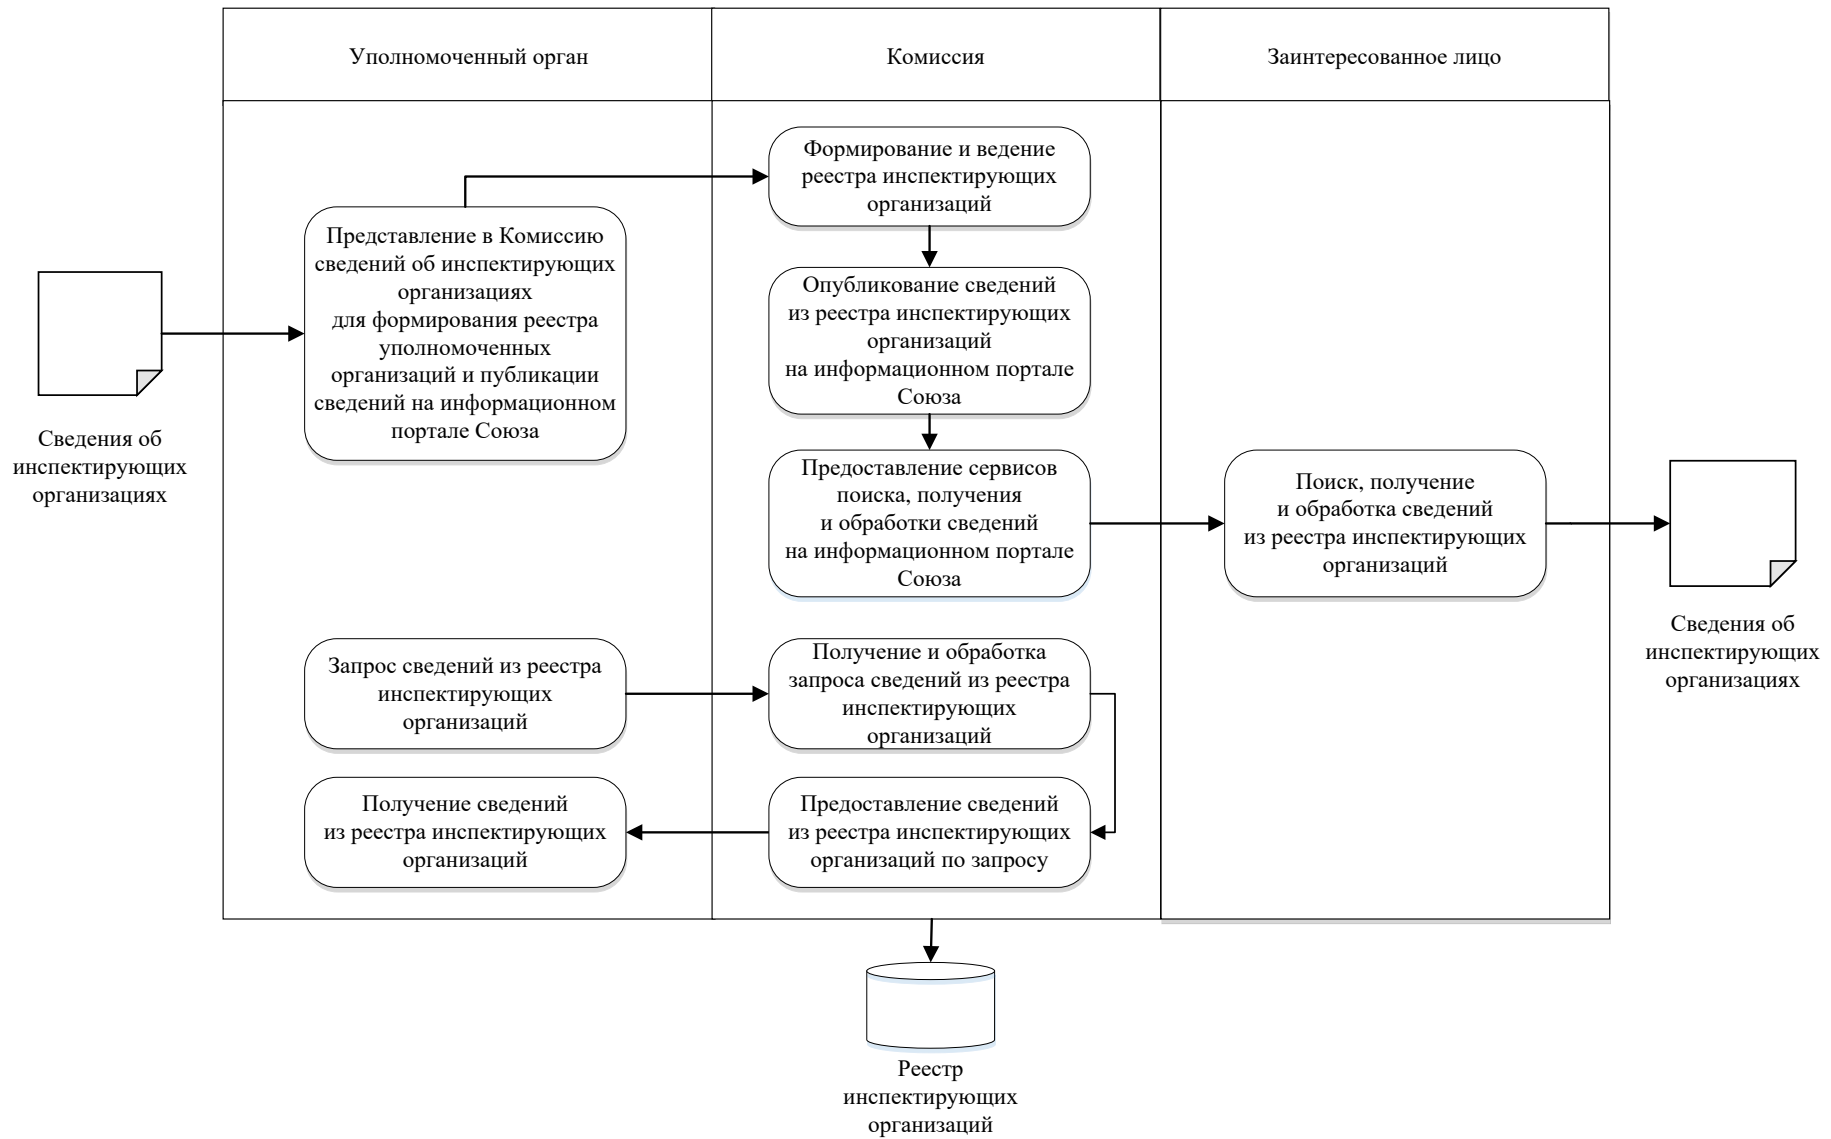 Уполномоченный орган
Комиссия
Заинтересованное лицо
Сведения об
инспектирующих
организациях
Представление в Комиссию
сведений об инспектирующих
организациях
для формирования реестра
уполномоченных
организаций и публикации
сведений на информационном
портале Союза
Формирование и ведение
реестра инспектирующих
организаций
Опубликование сведений
из реестра инспектирующих
организаций
на информационном портале
Союза
Предоставление сервисов
поиска, получения
и обработки сведений
на информационном портале
Союза
Поиск, получение
и обработка сведений
из реестра инспектирующих
организаций
Сведения об
инспектирующих
организациях
Запрос сведений из реестра
инспектирующих
организаций
Получение и обработка
запроса сведений из реестра
инспектирующих
организаций
Получение сведений
из реестра инспектирующих
организаций
Предоставление сведений
из реестра инспектирующих
организаций по запросу
Реестр
инспектирующих
организаций